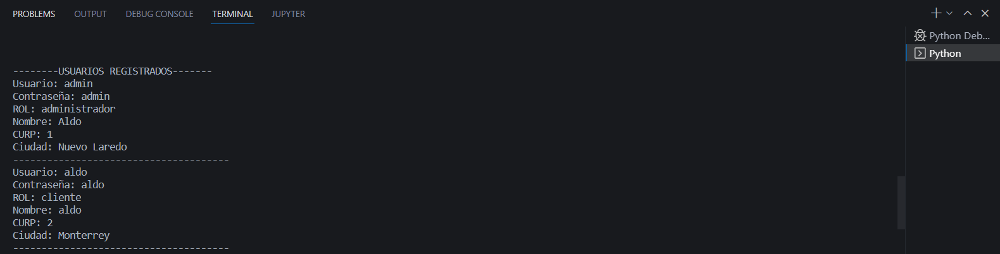 PROBLEMS OUTPUT DEBUG CONSOLE TERMINAL JUPYTER
Python Deb...
Python
--------USUARIOS REGISTRADOS-------
Usuario: admin
Contraseña: admin
ROL: administrador
Nombre: Aldo
CURP: 1
Ciudad: Nuevo Laredo
--------------------------------------
Usuario: aldo
Contraseña: aldo
ROL: cliente
Nombre: aldo
CURP: 2
Ciudad: Monterrey
--------------------------------------